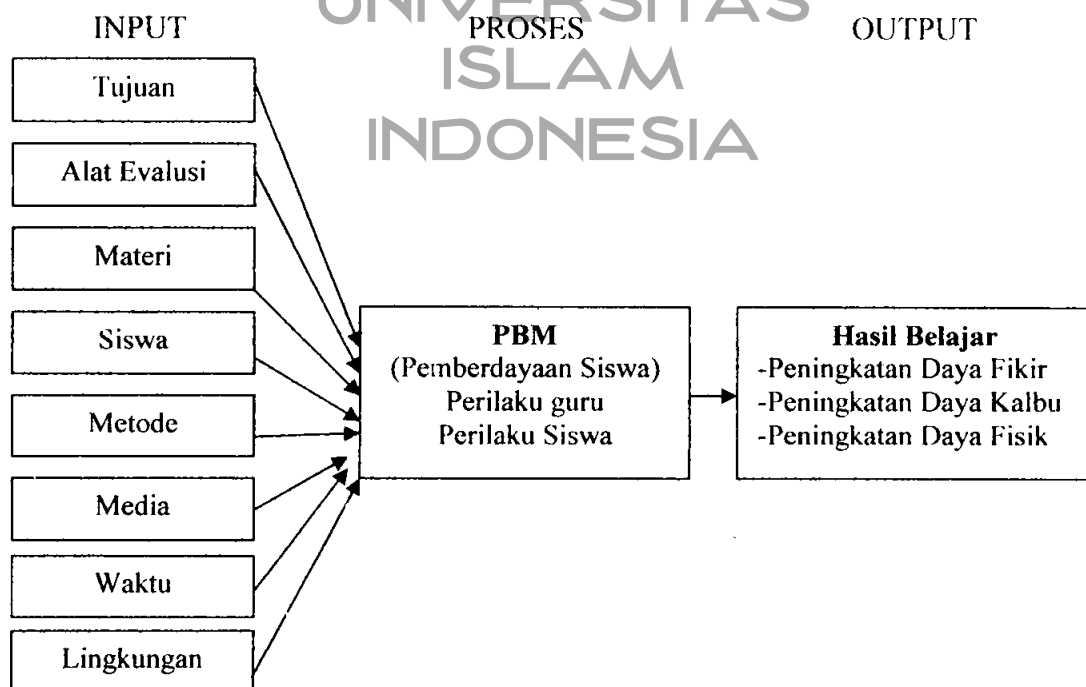 UNIVERSITAS
INPUT PROSES OUTPUT
ISLAM
INDONESIA
Tujuan
Alat Evalusi
Materi
Siswa
Metode
Media
Waktu
Lingkungan
PBM
(Pemberdayaan Siswa)
Perilaku guru
Perilaku Siswa
Hasil Belajar
-Peningkatan Daya Fikir
-Peningkatan Daya Kalbu
-Peningkatan Daya Fisik